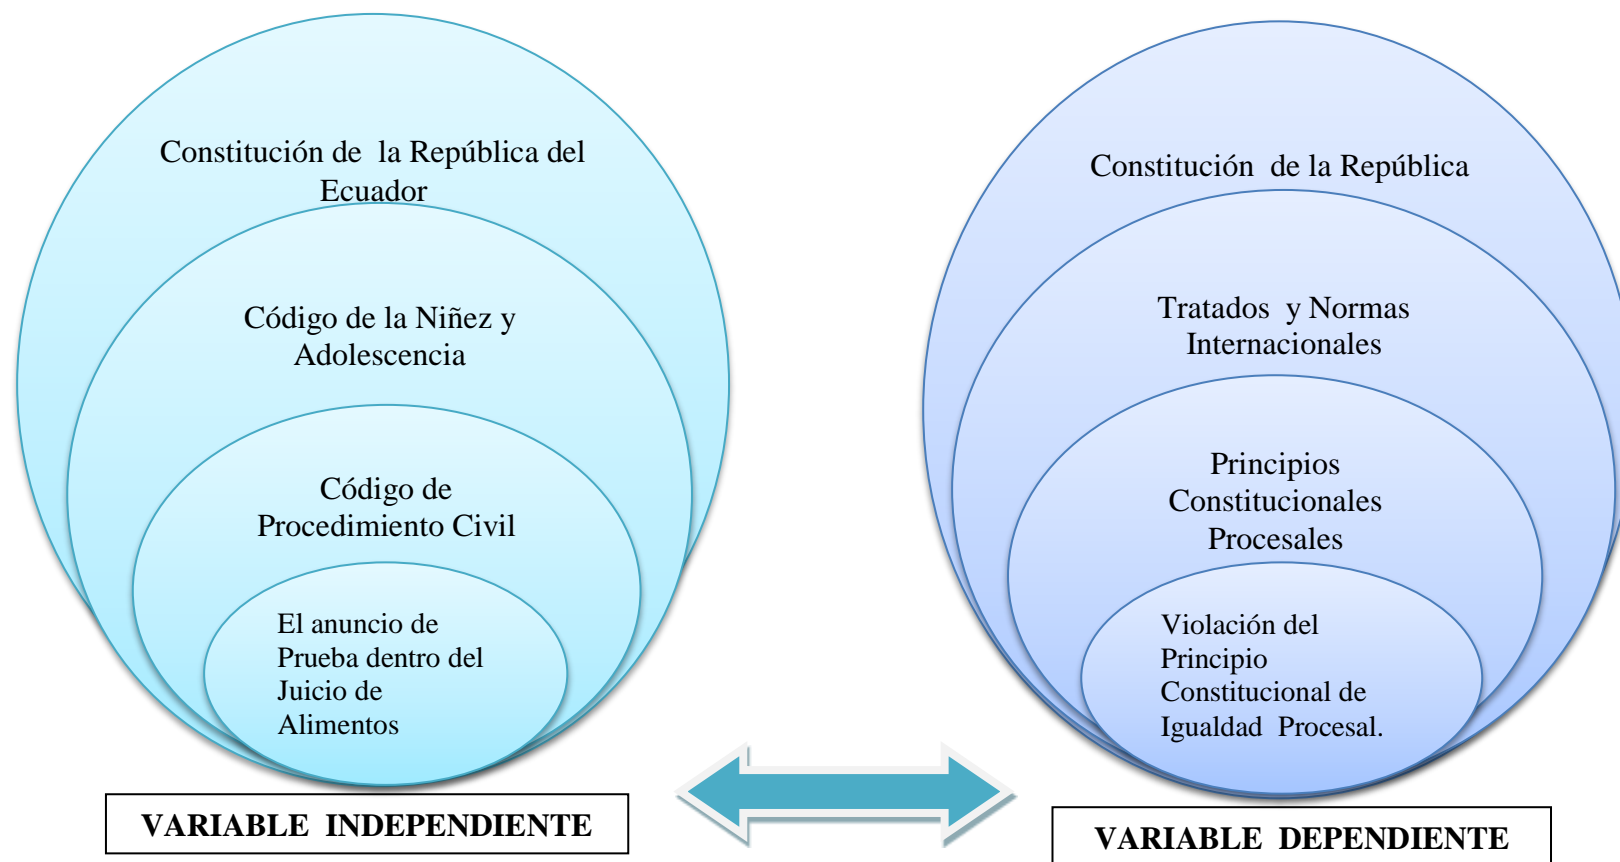 Constitución de la República del
Ecuador
Código de la Niñez y
Adolescencia
Código de
Procedimiento Civil
El anuncio de
Prueba dentro del
Juicio de
Alimentos
VARIABLE INDEPENDIENTE
Constitución de la República
Tratados y Normas
Internacionales
Principios
Constitucionales
Procesales
Violación del
Principio
Constitucional de
Igualdad Procesal.
VARIABLE DEPENDIENTE